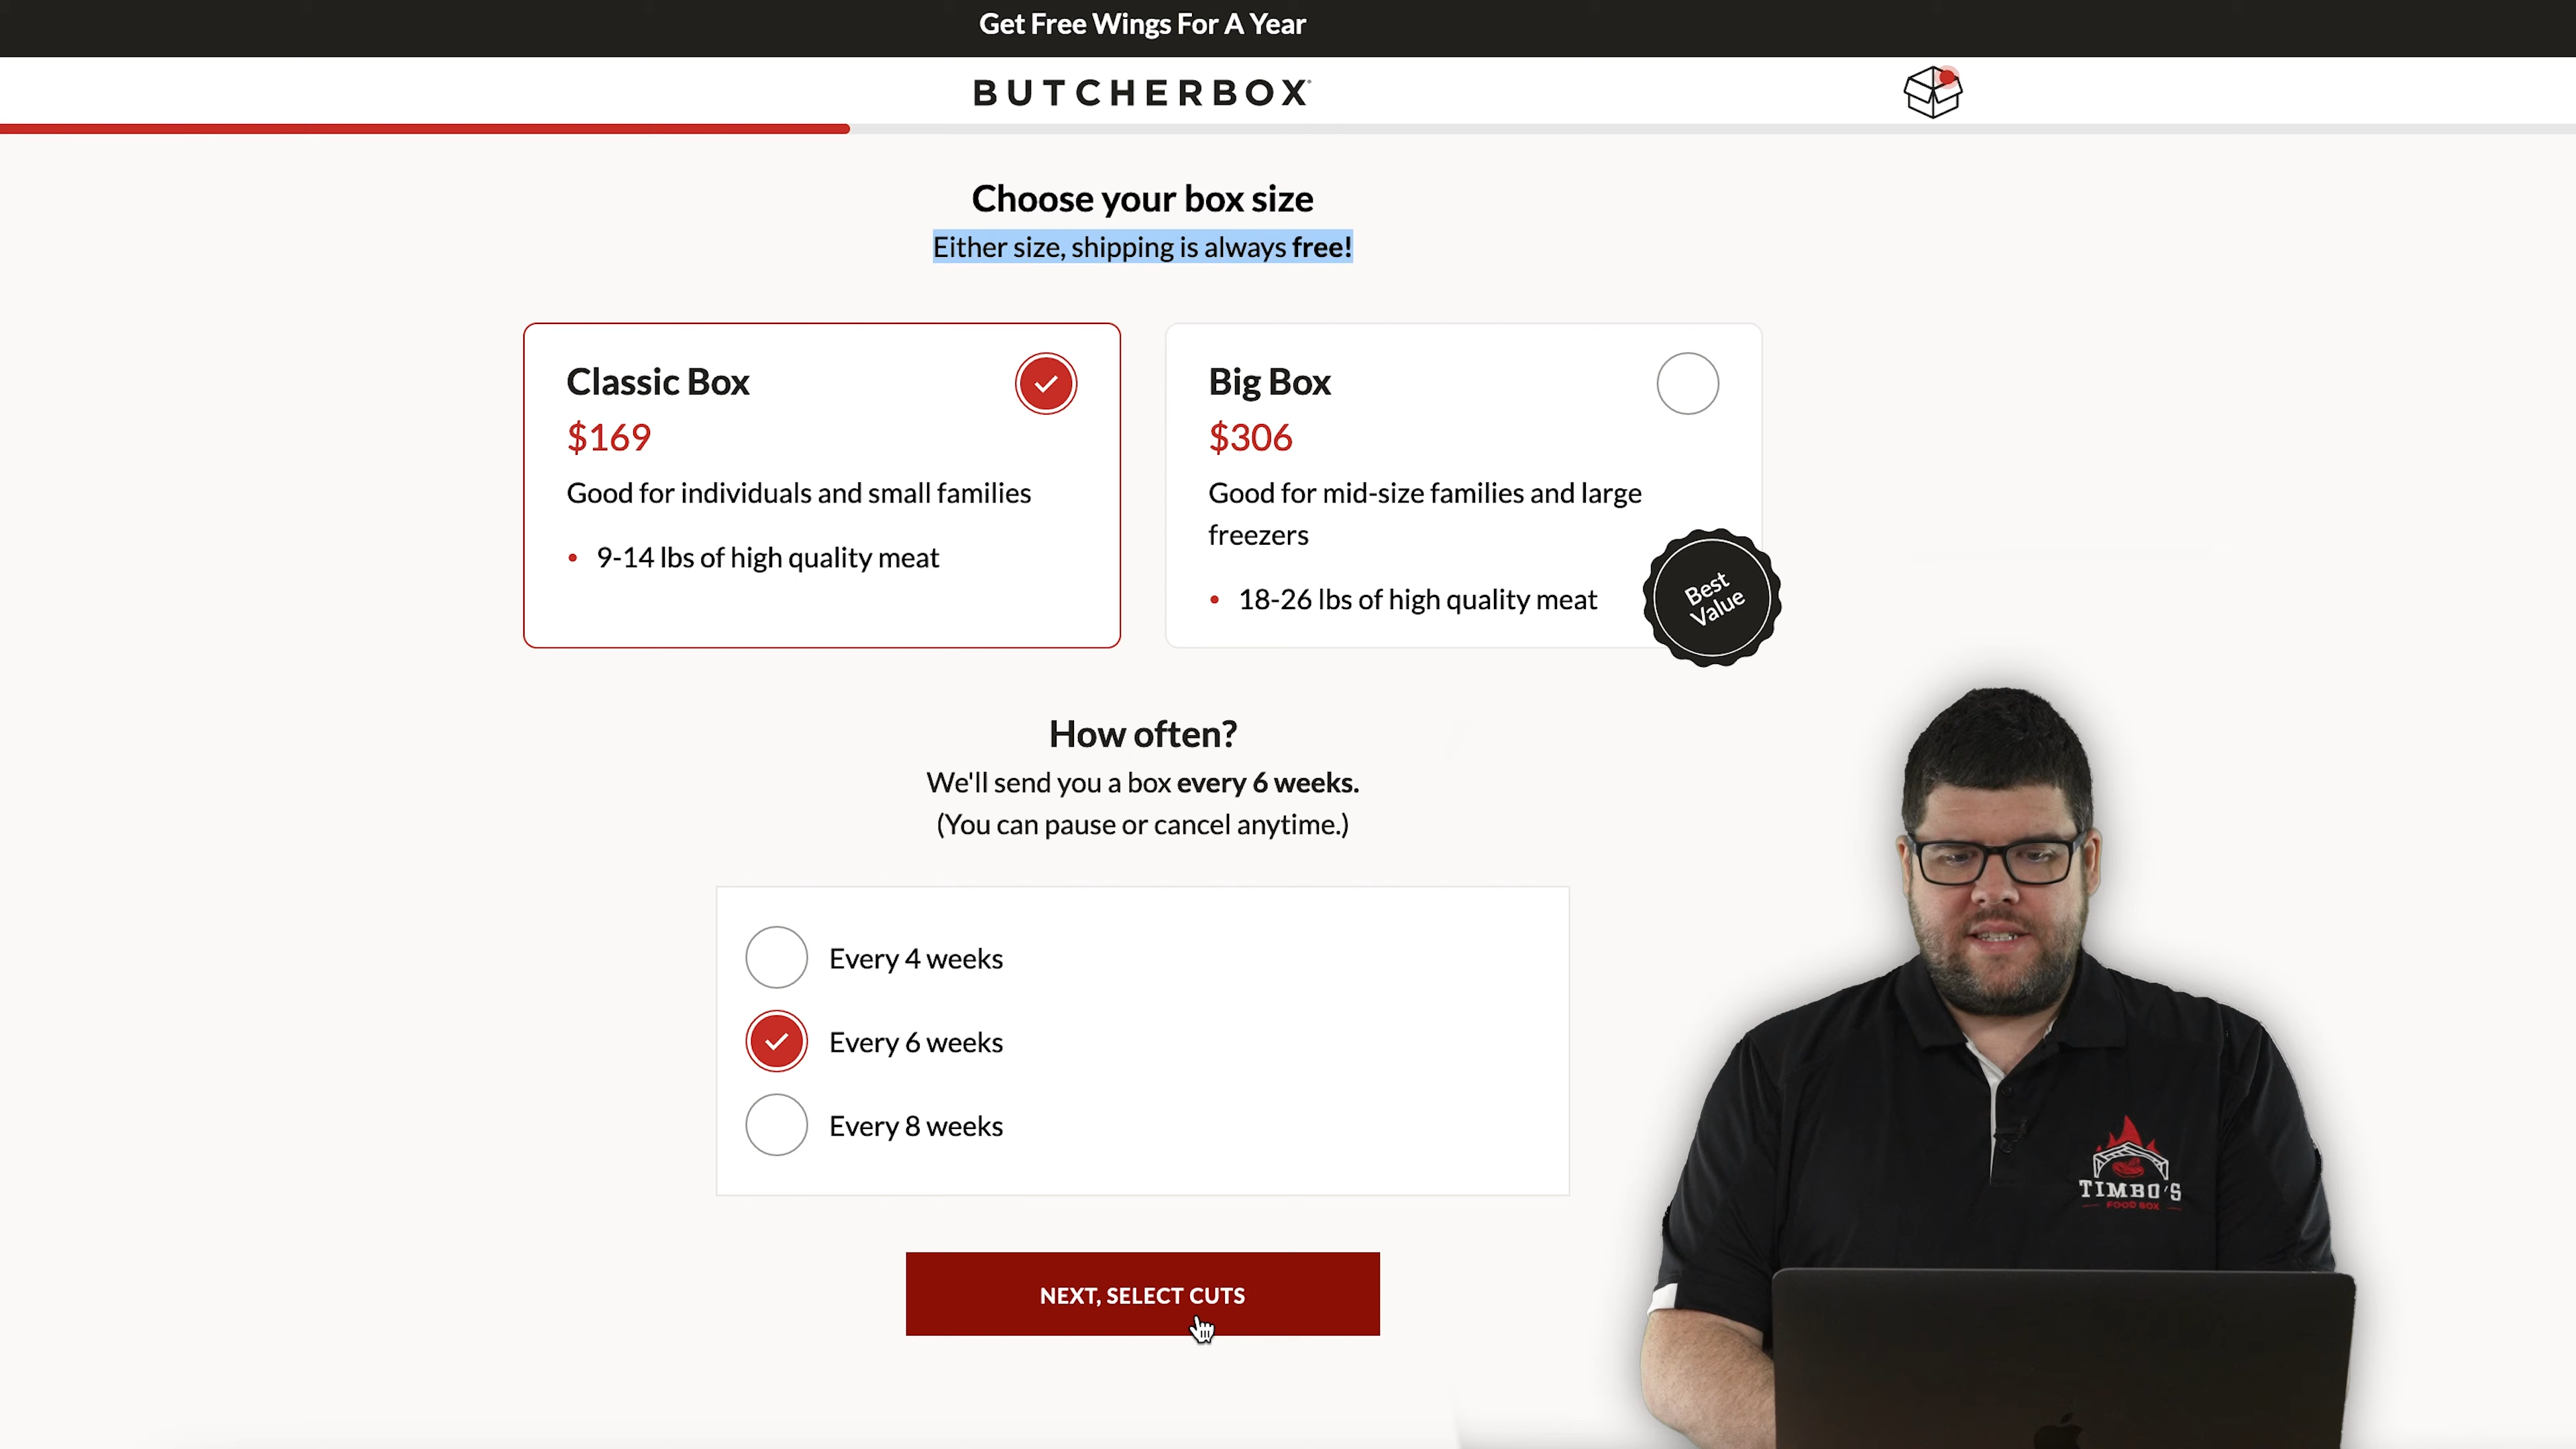 Get Free Wings For A Year
BUTCHERBOX
Choose your box size
Either size, shipping is always free!
Classic Box
$169
Good for individuals and small families
• 9-14 lbs of high quality meat
Big Box
$306
Good for mid-size families and large
freezers
• 18-26 lbs of high quality meat
Best
Value
How often?
We'll send you a box every 6 weeks.
(You can pause or cancel anytime.)
Every 4 weeks
Every 6 weeks
Every 8 weeks
NEXT, SELECT CUTS
TIMBO'S
FOOD BOX